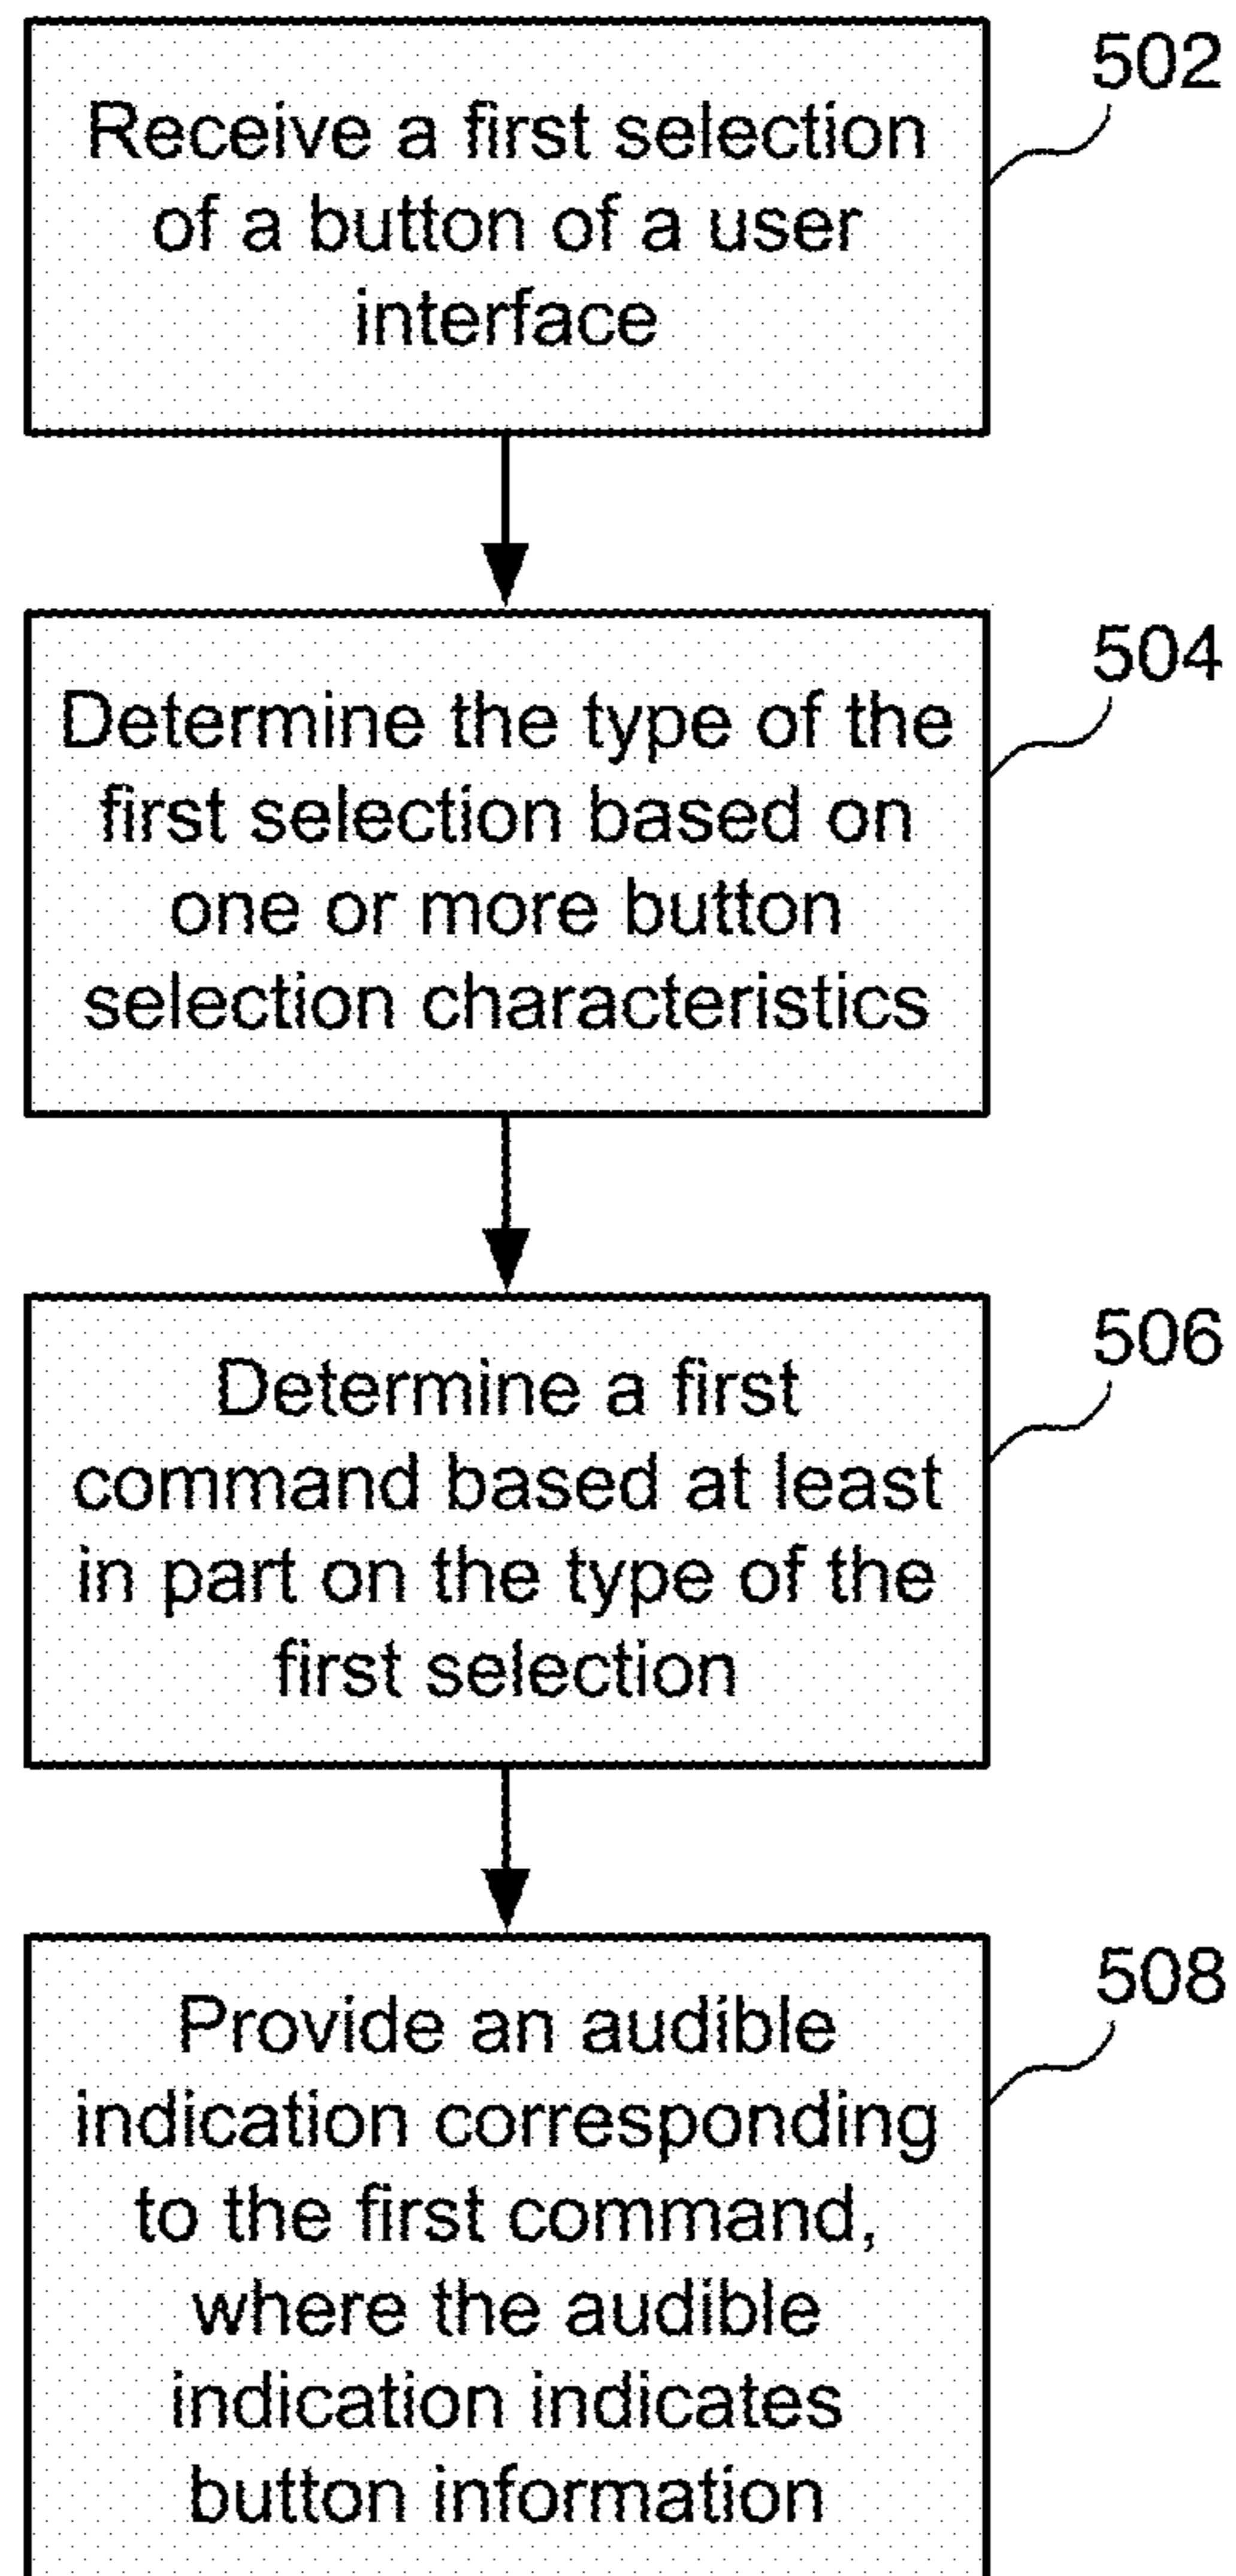 502
Receive a first selection
of a button of a user
interface
504
Determine the type of the
first selection based on
one or more button
selection characteristics
506
Determine a first
command based at least
in part on the type of the
first selection
508
Provide an audible
indication corresponding
to the first command,
where the audible
indication indicates
button information